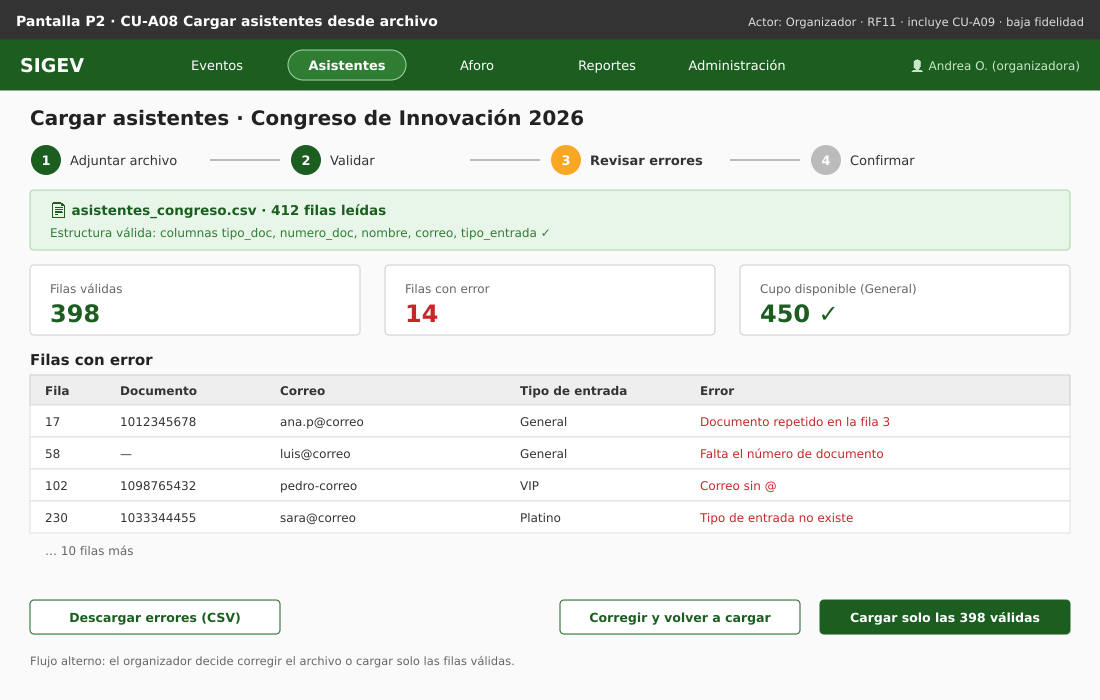 Pantalla P2 · CU-A08 Cargar asistentes desde archivo
Actor: Organizador · RF11 · incluye CU-A09 · baja fidelidad
SIGEV
Eventos
Asistentes
Aforo
Reportes
Administración
Andrea O. (organizadora)
Cargar asistentes · Congreso de Innovación 2026
1 Adjuntar archivo
2 Validar
3 Revisar errores
4 Confirmar
asistentes_congreso.csv · 412 filas leídas
Estructura válida: columnas tipo_doc, numero_doc, nombre, correo, tipo_entrada ✓
Filas válidas
398
Filas con error
14
Cupo disponible (General)
450 ✓
Filas con error
Fila Documento Correo Tipo de entrada Error
17 1012345678 ana.p@correo General Documento repetido en la fila 3
58 — luis@correo General Falta el número de documento
102 1098765432 pedro-correo VIP Correo sin @
230 1033344455 sara@correo Platino Tipo de entrada no existe
... 10 filas más
Descargar errores (CSV)
Corregir y volver a cargar
Cargar solo las 398 válidas
Flujo alterno: el organizador decide corregir el archivo o cargar solo las filas válidas.